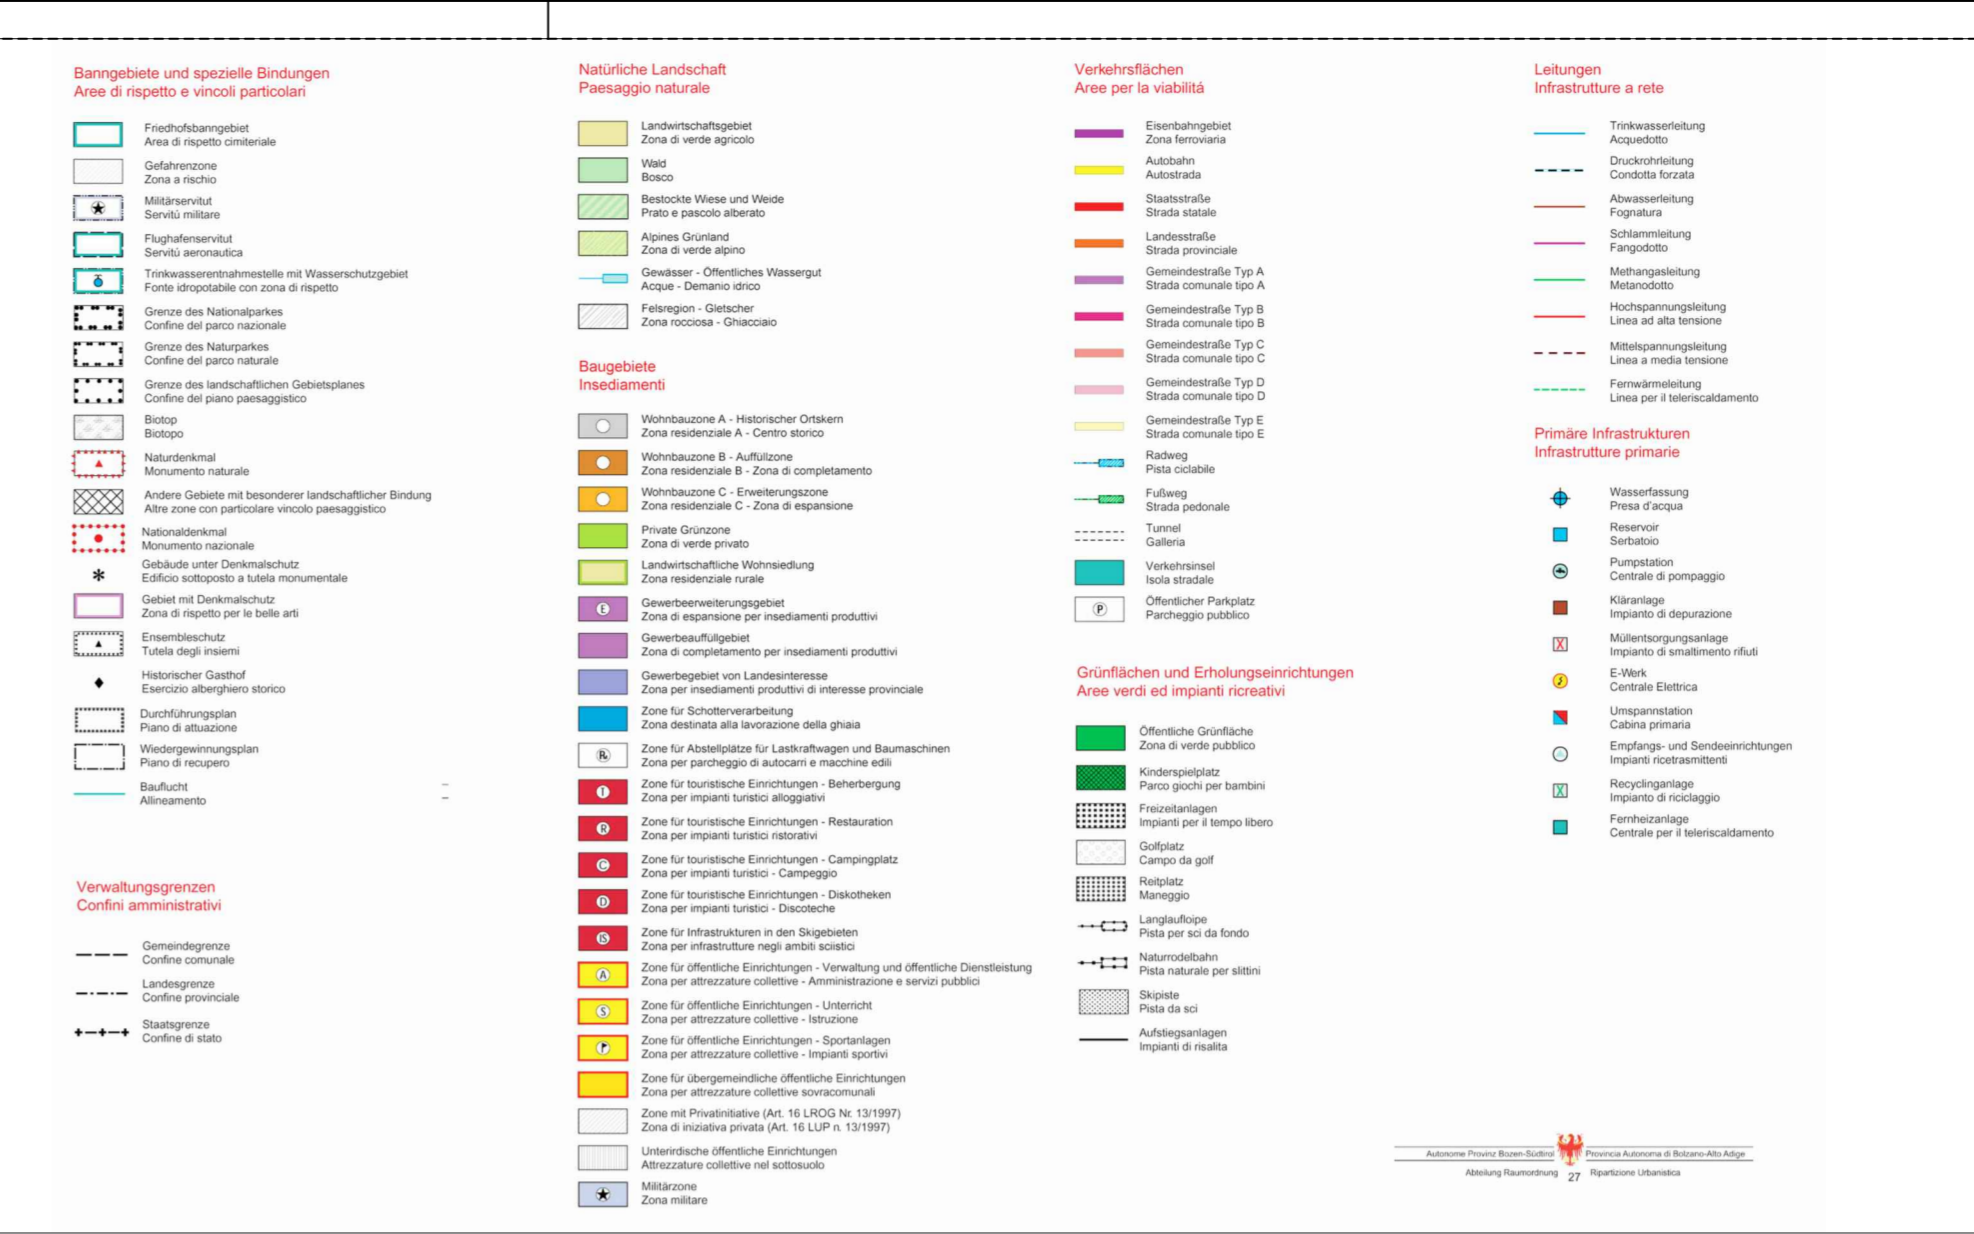 Banngebiete und spezielle Bindungen
Aree di rispetto e vincoli particolari
Friedhofsbanngebiet
Area di rispetto cimiteriale
Gefahrenzone
Zona a rischio
Militärservitut
Servitú militare
Flughafenservitut
Servitú aeronautica
Trinkwasserentnahmestelle mit Wasserschutzgebiet
Fonte idropotabile con zona di rispetto
Grenze des Nationalparkes
Confine del parco nazionale
Grenze des Naturparkes
Confine del parco naturale
Grenze des landschaftlichen Gebietsplanes
Confine del piano paesaggistico
Biotop
Biotopo
Naturdenkmal
Monumento naturale
Andere Gebiete mit besonderer landschaftlicher Bindung
Altre zone con particolare vincolo paesaggistico
Nationaldenkmal
Monumento nazionale
Gebäude unter Denkmalschutz
Edificio sottoposto a tutela monumentale
Gebiet mit Denkmalschutz
Zona di rispetto per le belle arti
Ensembleschutz
Tutela degli insiemi
Historischer Gasthof
Esercizio alberghiero storico
Durchführungsplan
Piano di attuazione
Wiedergewinnungsplan
Piano di recupero
Bauflucht
Allineamento
Verwaltungsgrenzen
Confini amministrativi
Gemeindegrenze
Confine comunale
Landesgrenze
Confine provinciale
Staatsgrenze
Confine di stato
Natürliche Landschaft
Paesaggio naturale
Landwirtschaftsgebiet
Zona di verde agricolo
Wald
Bosco
Bestockte Wiese und Weide
Prato e pascolo alberato
Alpines Grünland
Zona di verde alpino
Gewässer - Öffentliches Wassergut
Acque - Demanio idrico
Felsregion - Gletscher
Zona rocciosa - Ghiacciaio
Baugebiete
Insediamenti
Wohnbauzone A - Historischer Ortskern
Zona residenziale A - Centro storico
Wohnbauzone B - Auffüllzone
Zona residenziale B - Zona di completamento
Wohnbauzone C - Erweiterungszone
Zona residenziale C - Zona di espansione
Private Grünzone
Zona di verde privato
Landwirtschaftliche Wohnsiedlung
Zona residenziale rurale
E
Gewerbeerweiterungsgebiet
Zona di espansione per insediamenti produttivi
Gewerbeauffüllgebiet
Zona di completamento per insediamenti produttivi
Gewerbegebiet von Landesinteresse
Zona per insediamenti produttivi di interesse provinciale
Zone für Schotterverarbeitung
Zona destinata alla lavorazione della ghiaia
Zone für Abstellplätze für Lastkraftwagen und Baumaschinen
Zona per parcheggio di autocarri e macchine edili
T
Zone für touristische Einrichtungen - Beherbergung
Zona per impianti turistici alloggiativi
R
Zone für touristische Einrichtungen - Restauration
Zona per impianti turistici ristorativi
C
Zone für touristische Einrichtungen - Campingplatz
Zona per impianti turistici - Campeggio
D
Zone für touristische Einrichtungen - Diskotheken
Zona per impianti turistici - Discoteche
IS
Zone für Infrastrukturen in den Skigebieten
Zona per infrastrutture negli ambiti sciistici
A
Zone für öffentliche Einrichtungen - Verwaltung und öffentliche Dienstleistung
Zona per attrezzature collettive - Amministrazione e servizi pubblici
S
Zone für öffentliche Einrichtungen - Unterricht
Zona per attrezzature collettive - Istruzione
Zone für öffentliche Einrichtungen - Sportanlagen
Zona per attrezzature collettive - Impianti sportivi
Zone für übergemeindliche öffentliche Einrichtungen
Zona per attrezzature collettive sovracomunali
Zone mit Privatinitiative (Art. 16 LROG Nr. 13/1997)
Zona di iniziativa privata (Art. 16 LUP n. 13/1997)
Unterirdische öffentliche Einrichtungen
Attrezzature collettive nel sottosuolo
Militärzone
Zona militare
Verkehrsflächen
Aree per la viabilitá
Eisenbahngebiet
Zona ferroviaria
Autobahn
Autostrada
Staatsstraße
Strada statale
Landesstraße
Strada provinciale
Gemeindestraße Typ A
Strada comunale tipo A
Gemeindestraße Typ B
Strada comunale tipo B
Gemeindestraße Typ C
Strada comunale tipo C
Gemeindestraße Typ D
Strada comunale tipo D
Gemeindestraße Typ E
Strada comunale tipo E
Radweg
Pista ciclabile
Fußweg
Strada pedonale
Tunnel
Galleria
Verkehrsinsel
Isola stradale
P
Öffentlicher Parkplatz
Parcheggio pubblico
Grünflächen und Erholungseinrichtungen
Aree verdi ed impianti ricreativi
Öffentliche Grünfläche
Zona di verde pubblico
Kinderspielplatz
Parco giochi per bambini
Freizeitanlagen
Impianti per il tempo libero
Golfplatz
Campo da golf
Reitplatz
Maneggio
Langlaufloipe
Pista per sci da fondo
Naturrodelbahn
Pista naturale per slittini
Skipiste
Pista da sci
Aufstiegsanlagen
Impianti di risalita
Leitungen
Infrastrutture a rete
Trinkwasserleitung
Acquedotto
Druckrohrleitung
Condotta forzata
Abwasserleitung
Fognatura
Schlammleitung
Fangodotto
Methangasleitung
Metanodotto
Hochspannungsleitung
Linea ad alta tensione
Mittelspannungsleitung
Linea a media tensione
Fernwärmeleitung
Linea per il teleriscaldamento
Primäre Infrastrukturen
Infrastrutture primarie
Wasserfassung
Presa d'acqua
Reservoir
Serbatoio
Pumpstation
Centrale di pompaggio
Kläranlage
Impianto di depurazione
Müllentsorgungsanlage
Impianto di smaltimento rifiuti
E-Werk
Centrale Elettrica
Umspannstation
Cabina primaria
Empfangs- und Sendeeinrichtungen
Impianti ricetrasmittenti
Recyclinganlage
Impianto di riciclaggio
Fernheizanlage
Centrale per il teleriscaldamento
Autonome Provinz Bozen-Südtirol Provincia Autonoma di Bolzano-Alto Adige
Abteilung Raumordnung 27 Ripartizione Urbanistica